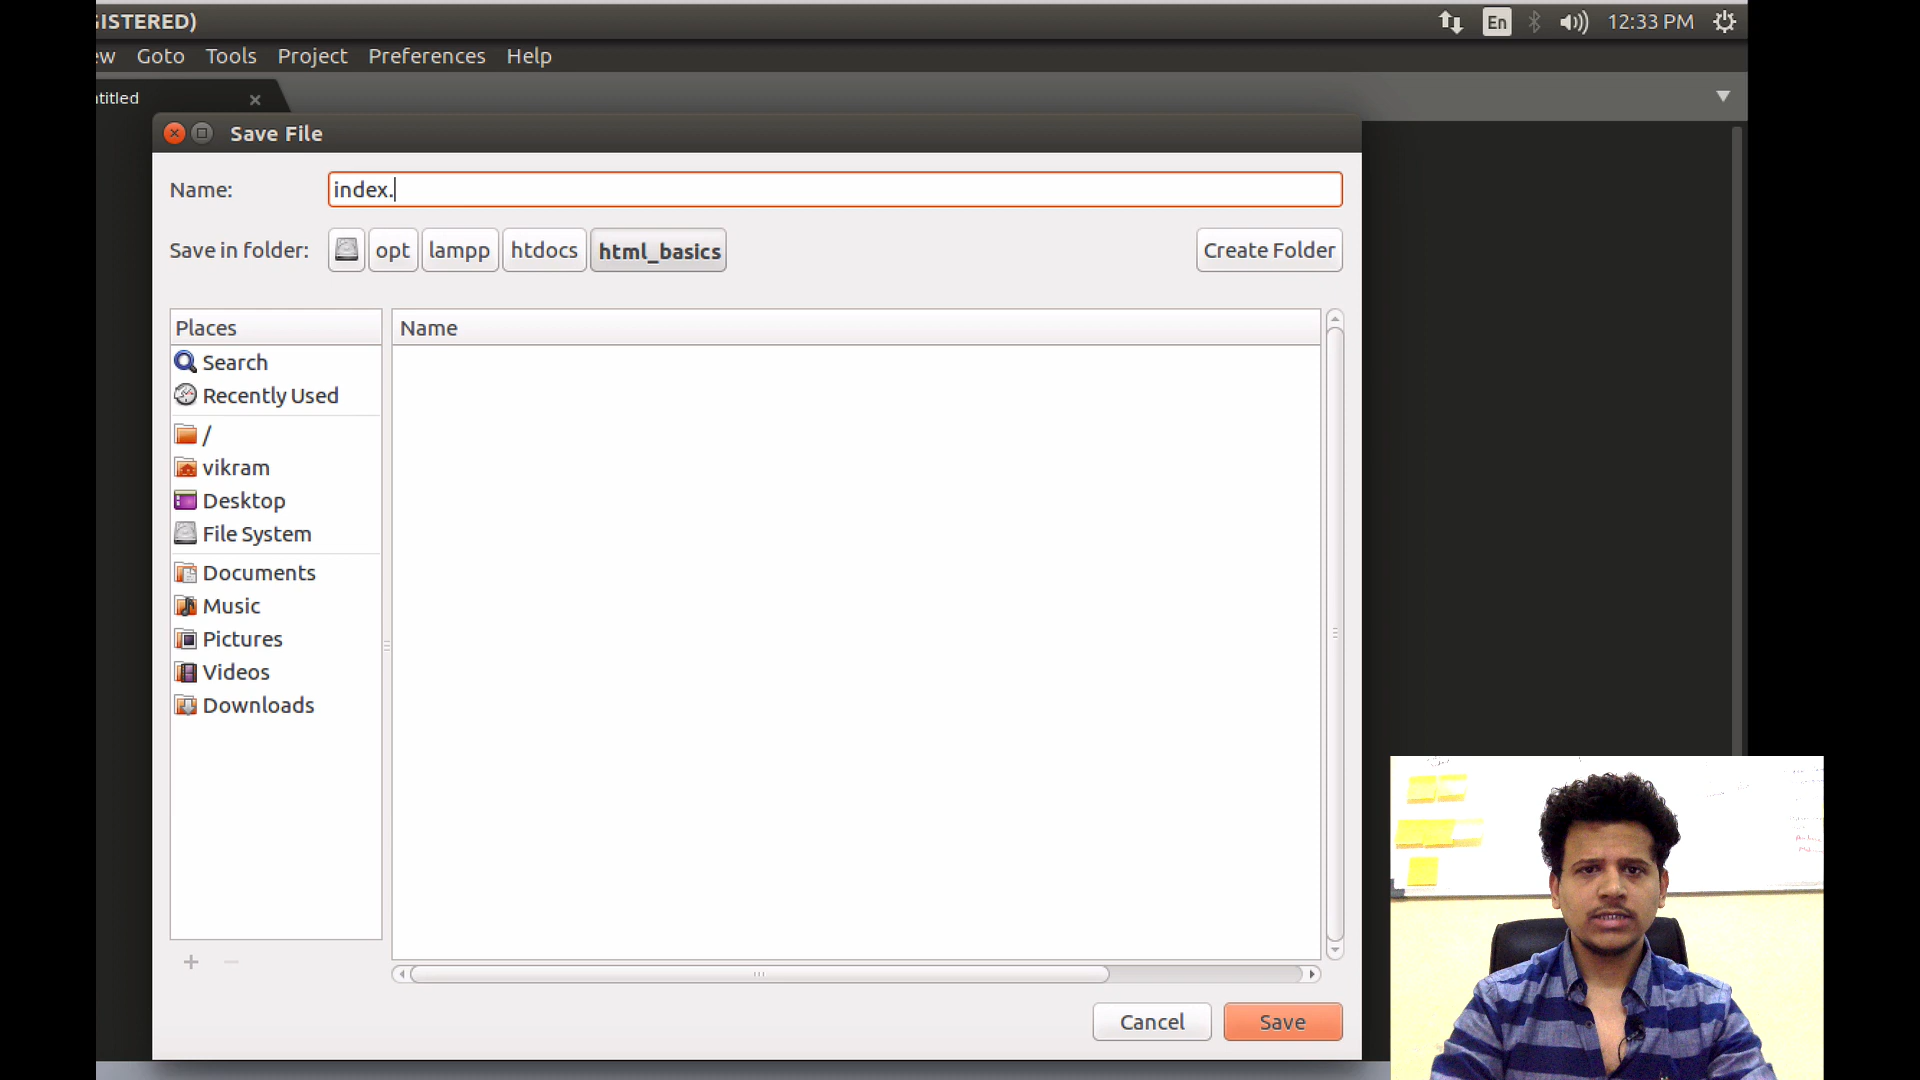 GISTERED)
En
12:33 PM
ew Goto Tools Project Preferences Help
ntitled
Save File
Name: index.
Save in folder: opt lampp htdocs html_basics Create Folder
Places
Name
Search
Recently Used
/
vikram
Desktop
File System
Documents
Music
Pictures
Videos
Downloads
Cancel Save